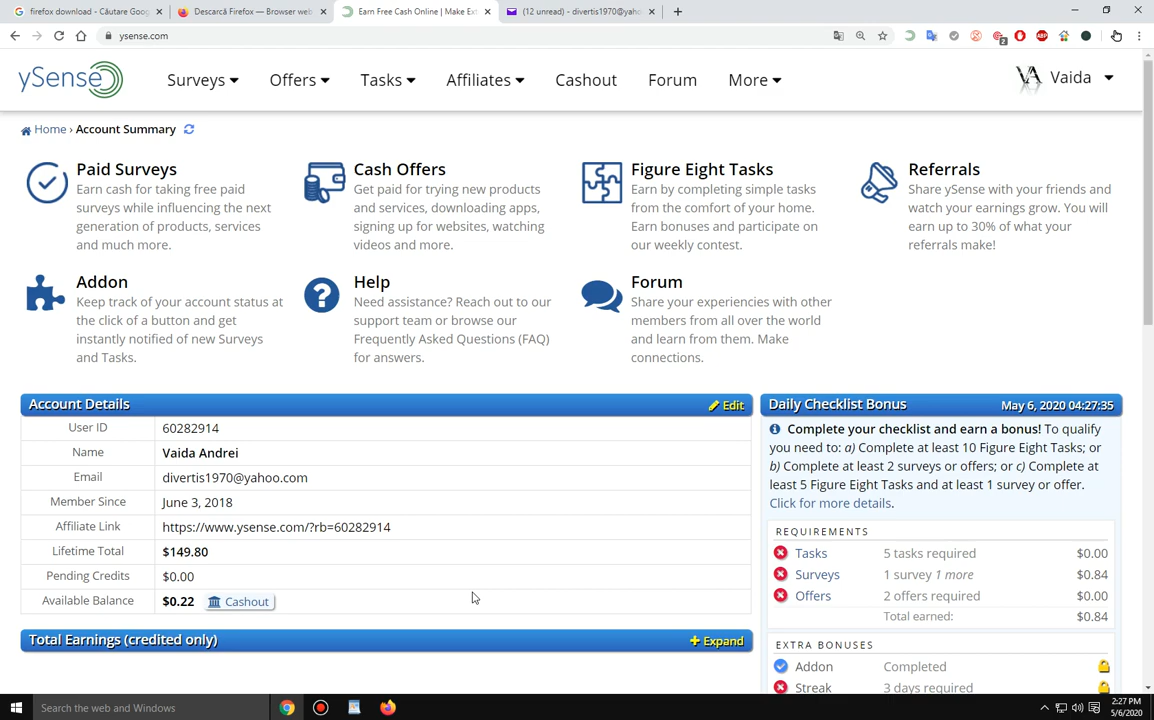 firefox download - Căutare Goog
Descarcă Firefox — Browser web
Earn Free Cash Online | Make Ex
(12 unread) - divertis1970@yaho
ysense.com
2
ABP
ySense
Surveys
Offers
Tasks
Affiliates
Cashout
Forum
More
VA
Vaida
Home › Account Summary
Paid Surveys
Earn cash for taking free paid
surveys while influencing the next
generation of products, services
and much more.
Cash Offers
Get paid for trying new products
and services, downloading apps,
signing up for websites, watching
videos and more.
Figure Eight Tasks
Earn by completing simple tasks
from the comfort of your home.
Earn bonuses and participate on
our weekly contest.
Referrals
Share ySense with your friends and
watch your earnings grow. You will
earn up to 30% of what your
referrals make!
Addon
Keep track of your account status at
the click of a button and get
instantly notified of new Surveys
and Tasks.
Help
Need assistance? Reach out to our
support team or browse our
Frequently Asked Questions (FAQ)
for answers.
Forum
Share your experiences with other
members from all over the world
and learn from them. Make
connections.
Account Details
Edit
User ID 60282914
Name Vaida Andrei
Email divertis1970@yahoo.com
Member Since June 3, 2018
Affiliate Link https://www.ysense.com/?rb=60282914
Lifetime Total $149.80
Pending Credits $0.00
Available Balance $0.22 Cashout
Total Earnings (credited only)
+ Expand
Daily Checklist Bonus May 6, 2020 04:27:35
Complete your checklist and earn a bonus! To qualify
you need to: a) Complete at least 10 Figure Eight Tasks; or
b) Complete at least 2 surveys or offers; or c) Complete at
least 5 Figure Eight Tasks and at least 1 survey or offer.
Click for more details.
REQUIREMENTS
Tasks 5 tasks required $0.00
Surveys 1 survey 1 more $0.84
Offers 2 offers required $0.00
Total earned: $0.84
EXTRA BONUSES
Addon Completed
Streak 3 days required
Search the web and Windows
2:27 PM
5/6/2020